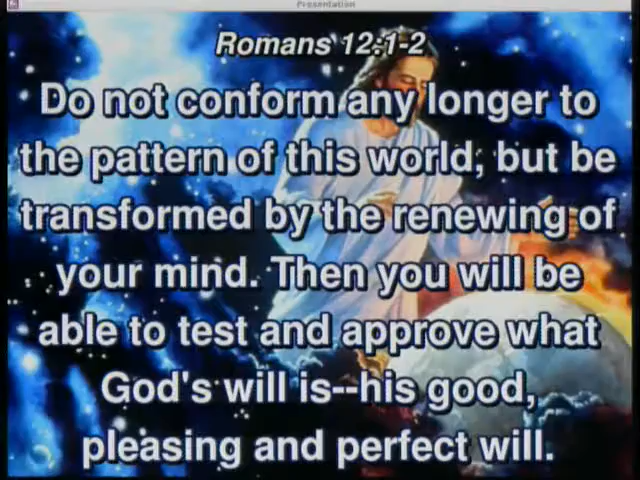 Presentation
Romans 12:1-2
Do not conform any longer to
the pattern of this world, but be
transformed by the renewing of
your mind. Then you will be
able to test and approve what
God's will is--his good,
pleasing and perfect will.